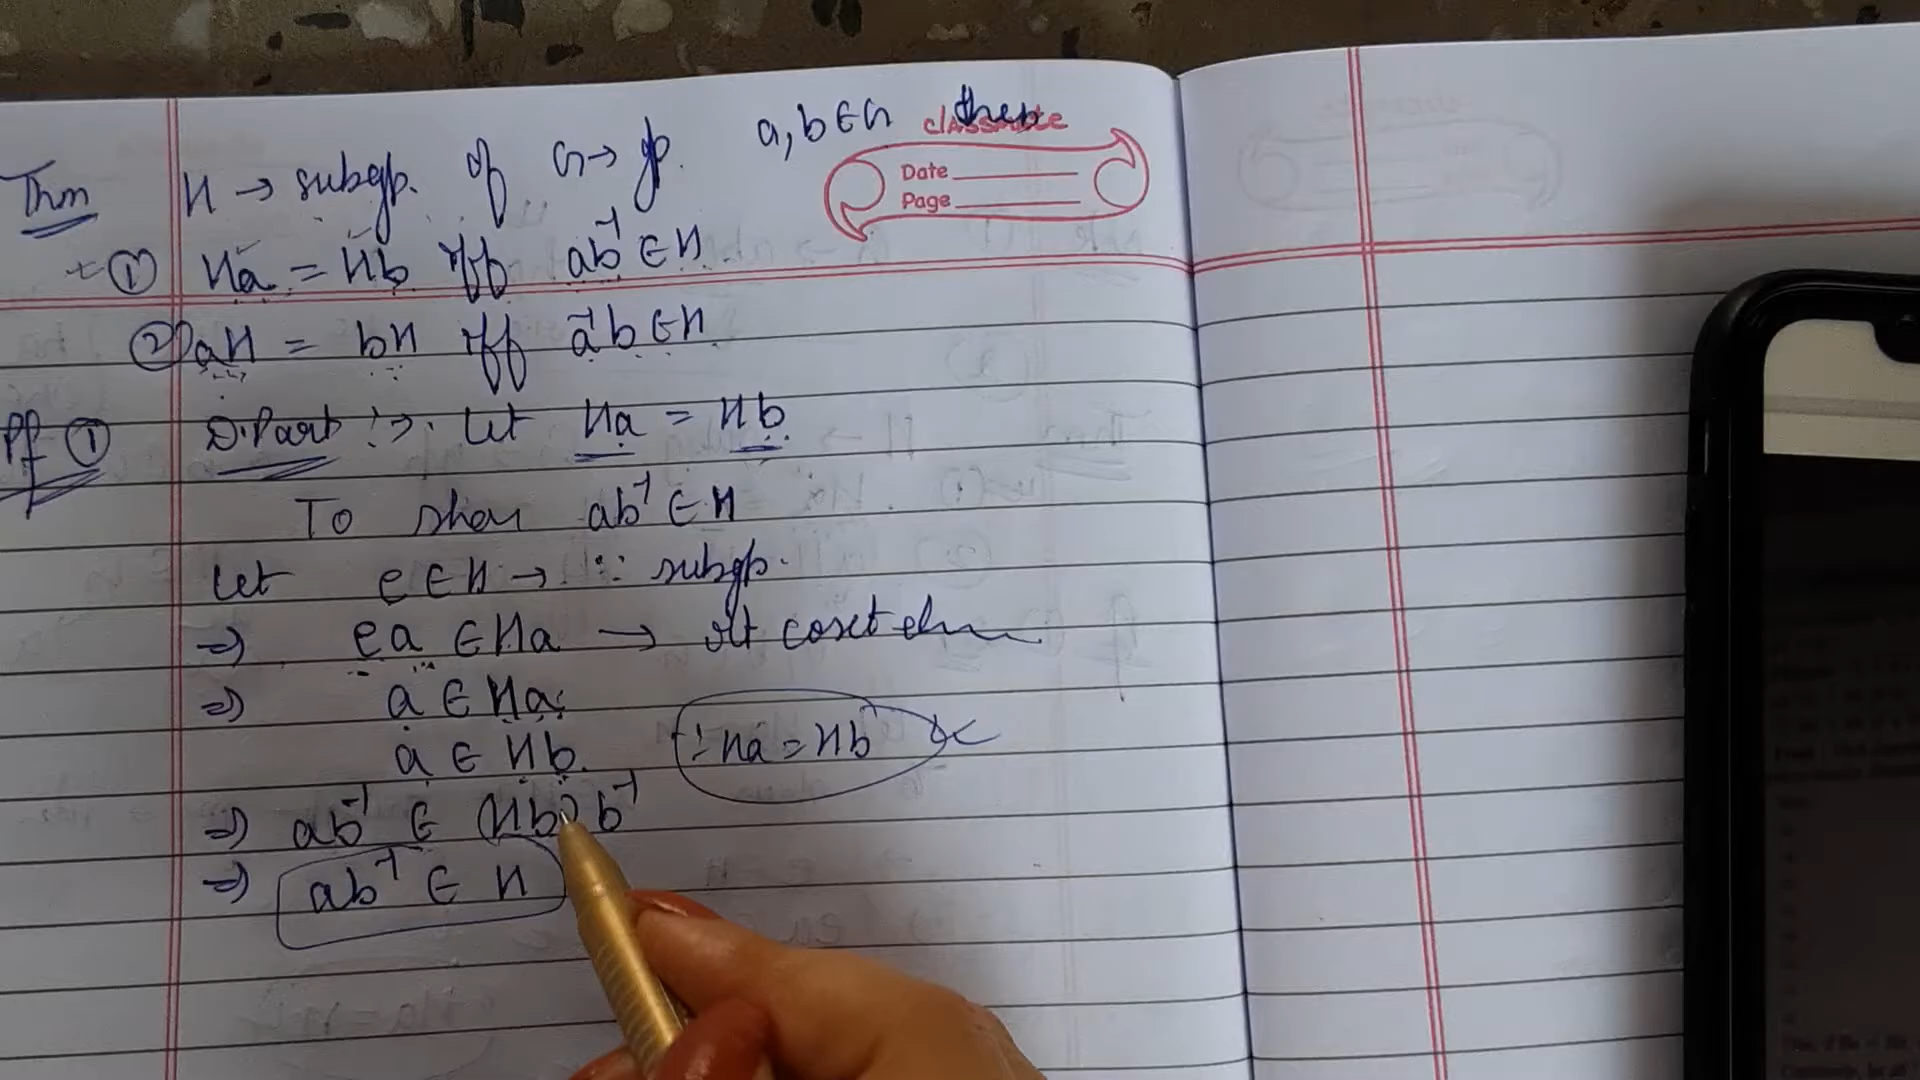 Thm H → subgp. of G → gp. a, b ∈ G then
classmate
Date
Page
① Ha = Hb iff ab⁻¹ ∈ H
② aH = bH iff a⁻¹b ∈ H
Pf ① D.Part :→. Let Ha = Hb
To show ab⁻¹ ∈ H
Let e ∈ H → ∵ subgp.
⇒ ea ∈ Ha → rt coset
⇒ a ∈ Ha
a ∈ Hb. ∵ Ha = Hb
⇒ ab⁻¹ ∈ (Hb) b⁻¹
⇒ ab⁻¹ ∈ H